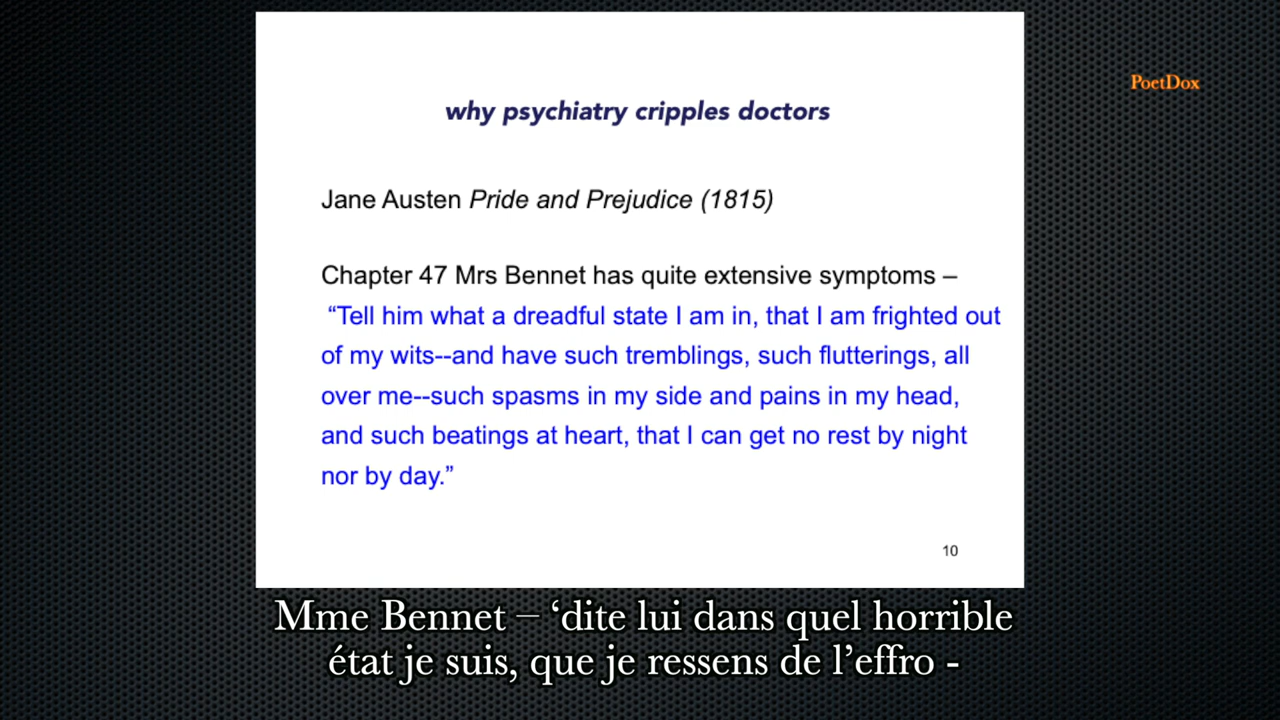 PoetDox
why psychiatry cripples doctors
Jane Austen Pride and Prejudice (1815)
Chapter 47 Mrs Bennet has quite extensive symptoms –
“Tell him what a dreadful state I am in, that I am frighted out
of my wits--and have such tremblings, such flutterings, all
over me--such spasms in my side and pains in my head,
and such beatings at heart, that I can get no rest by night
nor by day.”
10
Mme Bennet – ‘dite lui dans quel horrible
état je suis, que je ressens de l’effro -